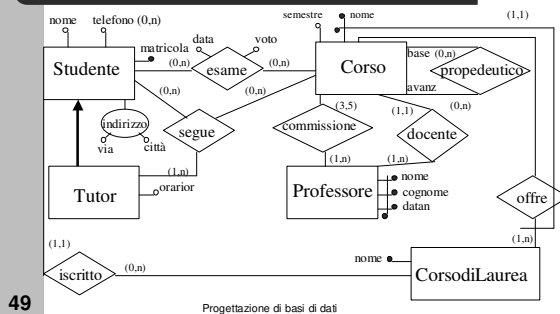 semestre nome (1,1)
nome telefono (0,n)
matricola data voto
Studente (0,n) esame (0,n) Corso base (0,n) propedeutico
avanz
(0,n) (0,n) (3,5) (1,1) (0,n)
indirizzo segue commissione docente
via città
(1,n) (1,n) (1,n)
Tutor orarior Professore nome
cognome offre
datan
(1,1) (1,n)
nome
iscritto (0,n) CorsodiLaurea
49 Progettazione di basi di dati